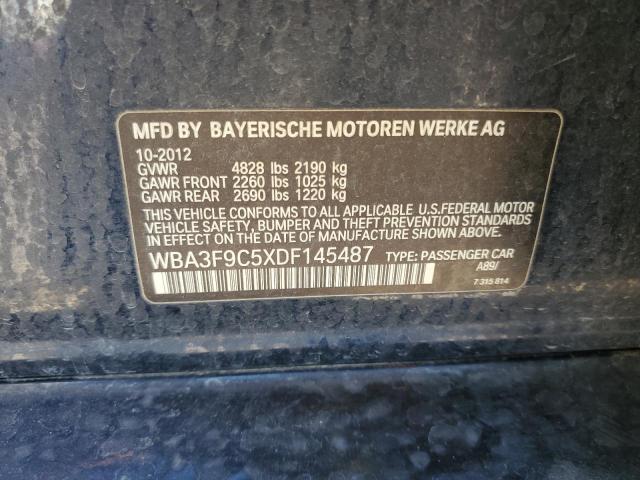 MFD BY BAYERISCHE MOTOREN WERKE AG
10-2012
GVWR 4828 lbs 2190 kg
GAWR FRONT 2260 lbs 1025 kg
GAWR REAR 2690 lbs 1220 kg
THIS VEHICLE CONFORMS TO ALL APPLICABLE U.S.FEDERAL MOTOR
VEHICLE SAFETY, BUMPER AND THEFT PREVENTION STANDARDS
IN EFFECT ON THE DATE OF MANUFACTURE SHOWN ABOVE.
WBA3F9C5XDF145487 TYPE: PASSENGER CAR
A89/
7 315 814